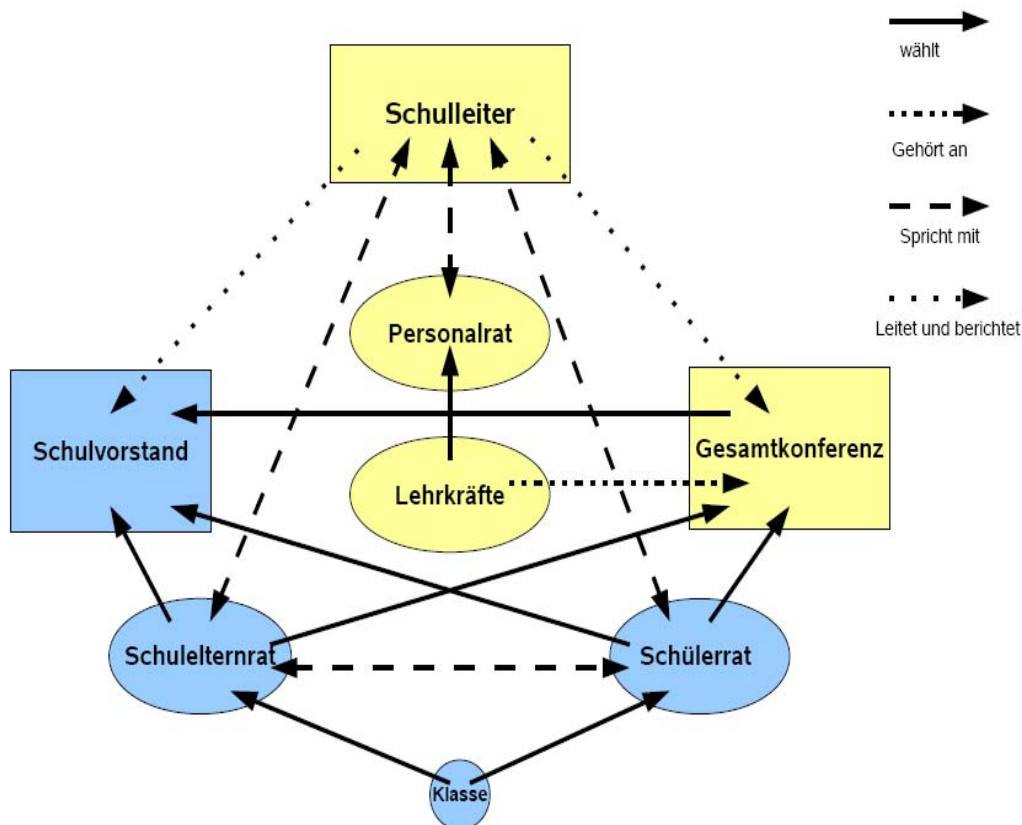 wählt
Schulleiter
Gehört an
Spricht mit
Personalrat
Leitet und berichtet
Schulvorstand
Gesamtkonferenz
Lehrkräfte
Schulelternrat
Schülerrat
Klasse